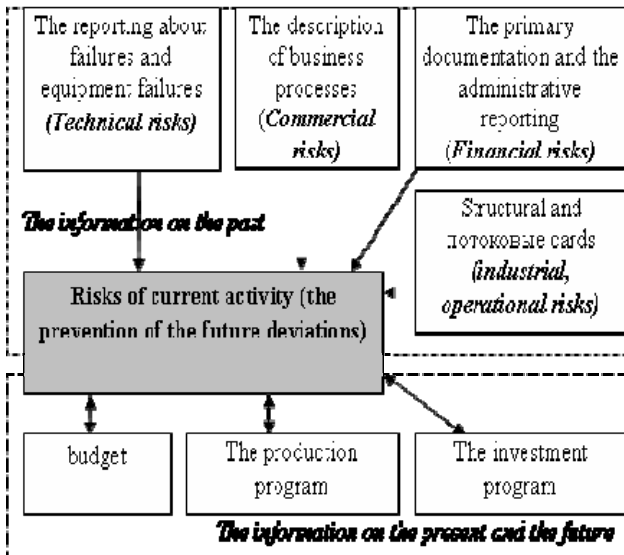 The reporting about
failures and
equipment failures
(Technical risks)
The description
of business
processes
(Commercial
risks)
The primary
documentation and the
administrative
reporting
(Financial risks)
The information on the past
Structural and
потоковые cards
(industrial,
operational risks)
Risks of current activity (the
prevention of the future deviations)
budget
The production
program
The investment
program
The information on the present and the future